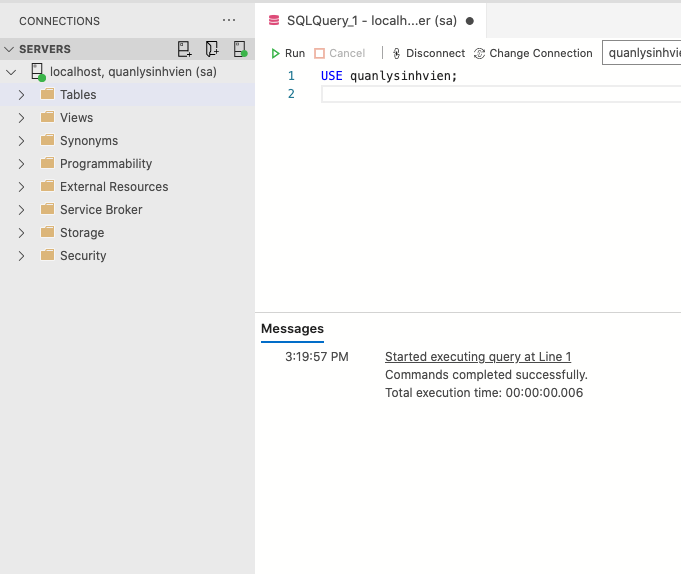 CONNECTIONS
···
SQLQuery_1 - localh...er (sa)
SERVERS
localhost, quanlysinhvien (sa)
Tables
Views
Synonyms
Programmability
External Resources
Service Broker
Storage
Security
Run
Cancel
Disconnect
Change Connection
quanlysinhvie
1 USE quanlysinhvien;
2
Messages
3:19:57 PM Started executing query at Line 1
Commands completed successfully.
Total execution time: 00:00:00.006